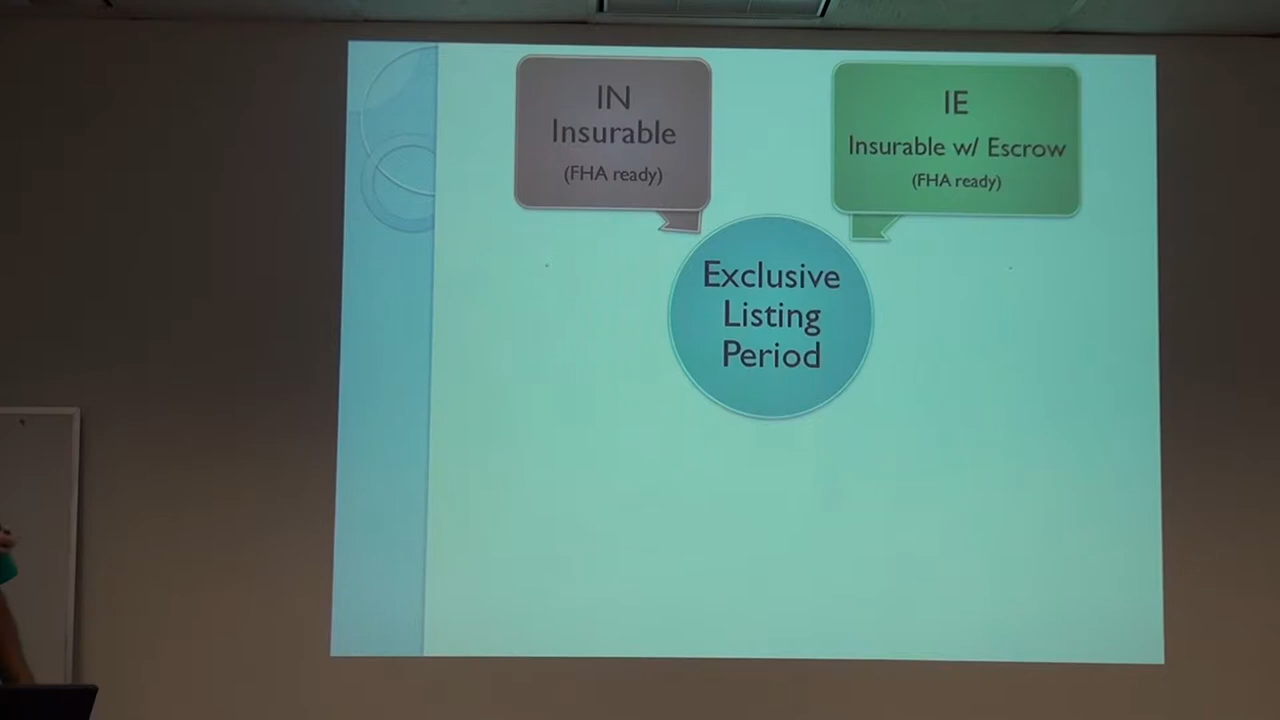 IN
Insurable
(FHA ready)
IE
Insurable w/ Escrow
(FHA ready)
Exclusive
Listing
Period